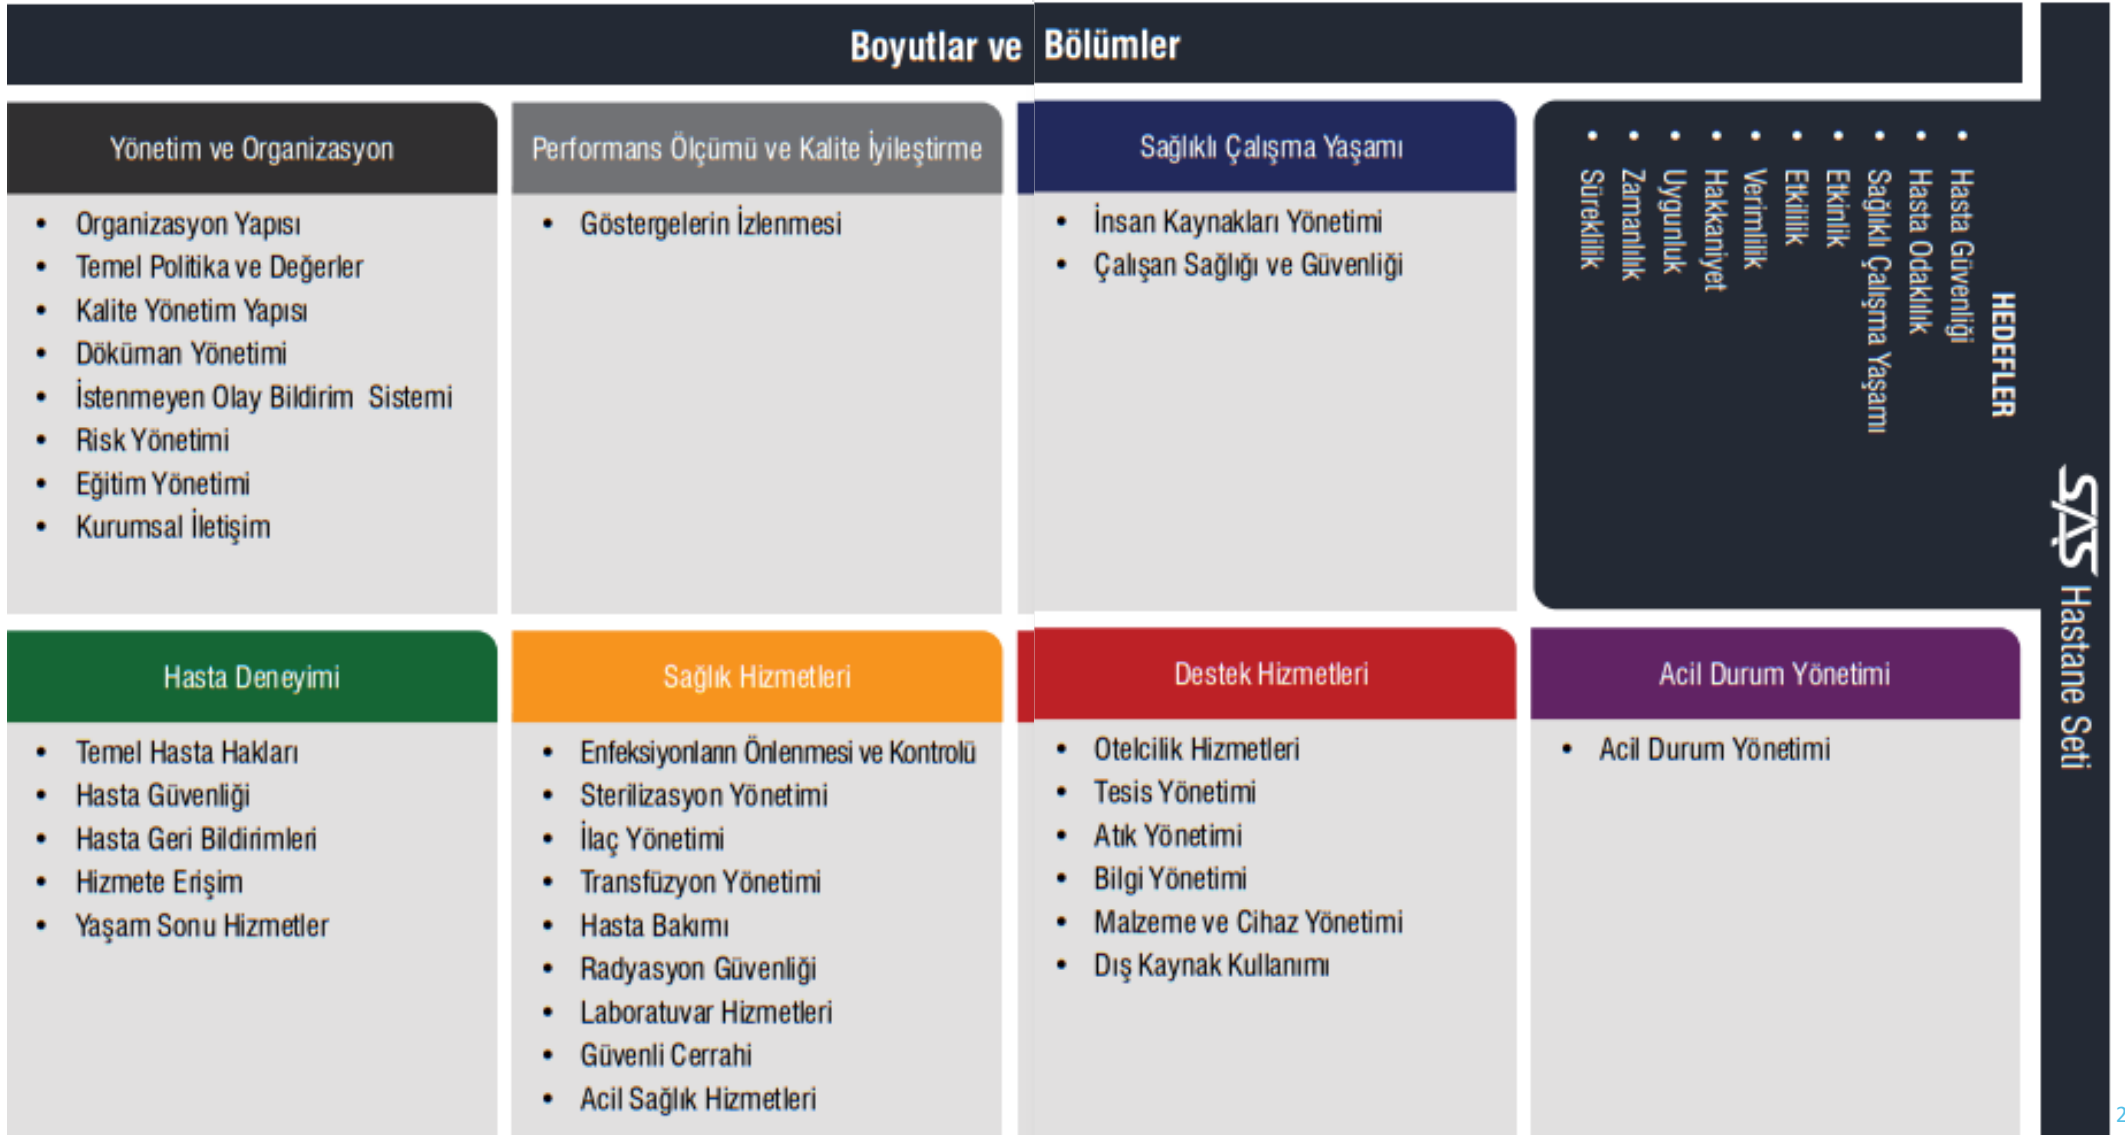 Boyutlar ve Bölümler
Yönetim ve Organizasyon
• Organizasyon Yapısı
• Temel Politika ve Değerler
• Kalite Yönetim Yapısı
• Döküman Yönetimi
• İstenmeyen Olay Bildirim Sistemi
• Risk Yönetimi
• Eğitim Yönetimi
• Kurumsal İletişim
Performans Ölçümü ve Kalite İyileştirme
• Göstergelerin İzlenmesi
Sağlıklı Çalışma Yaşamı
• İnsan Kaynakları Yönetimi
• Çalışan Sağlığı ve Güvenliği
HEDEFLER
• Hasta Güvenliği
• Hasta Odaklılık
• Sağlıklı Çalışma Yaşamı
• Etkinlik
• Etkililik
• Verimlilik
• Hakkaniyet
• Uygunluk
• Zamanlılık
• Süreklilik
Hasta Deneyimi
• Temel Hasta Hakları
• Hasta Güvenliği
• Hasta Geri Bildirimleri
• Hizmete Erişim
• Yaşam Sonu Hizmetler
Sağlık Hizmetleri
• Enfeksiyonların Önlenmesi ve Kontrolü
• Sterilizasyon Yönetimi
• İlaç Yönetimi
• Transfüzyon Yönetimi
• Hasta Bakımı
• Radyasyon Güvenliği
• Laboratuvar Hizmetleri
• Güvenli Cerrahi
• Acil Sağlık Hizmetleri
Destek Hizmetleri
• Otelcilik Hizmetleri
• Tesis Yönetimi
• Atık Yönetimi
• Bilgi Yönetimi
• Malzeme ve Cihaz Yönetimi
• Dış Kaynak Kullanımı
Acil Durum Yönetimi
• Acil Durum Yönetimi
SAS Hastane Seti
2